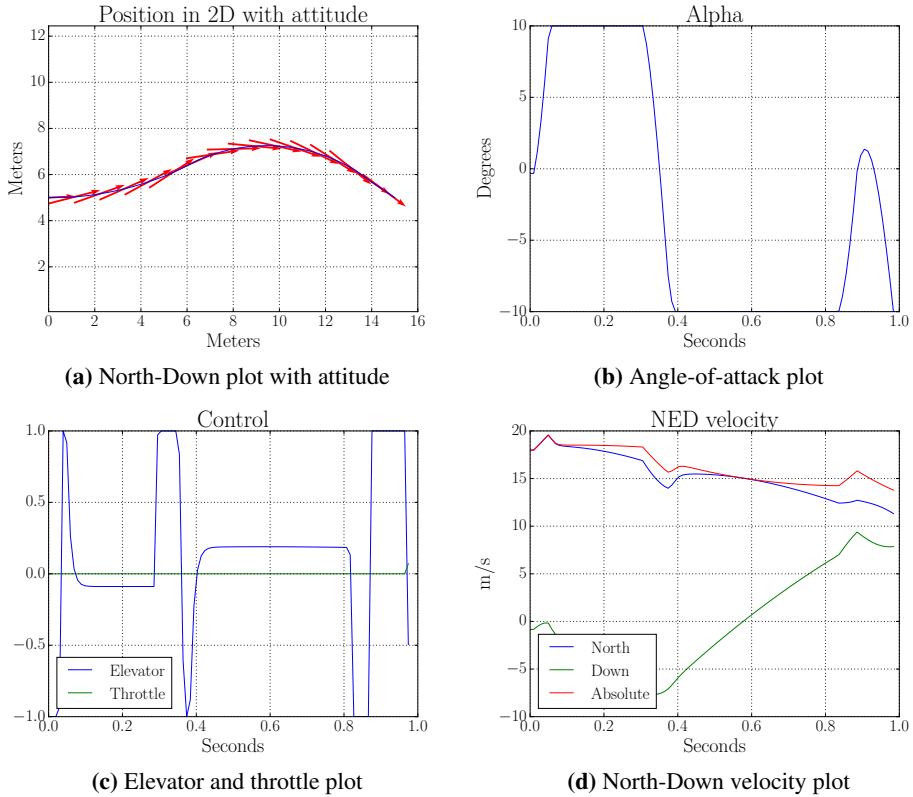 Position in 2D with attitude
12
10
8
6
4
2
Meters
0 2 4 6 8 10 12 14 16
Meters
(a) North-Down plot with attitude
Alpha
10
5
0
−5
−10
Degrees
0.0 0.2 0.4 0.6 0.8 1.0
Seconds
(b) Angle-of-attack plot
Control
1.0
0.5
0.0
−0.5
−1.0
Elevator
Throttle
0.0 0.2 0.4 0.6 0.8 1.0
Seconds
(c) Elevator and throttle plot
NED velocity
20
15
10
5
0
−5
−10
m/s
North
Down
Absolute
0.0 0.2 0.4 0.6 0.8 1.0
Seconds
(d) North-Down velocity plot